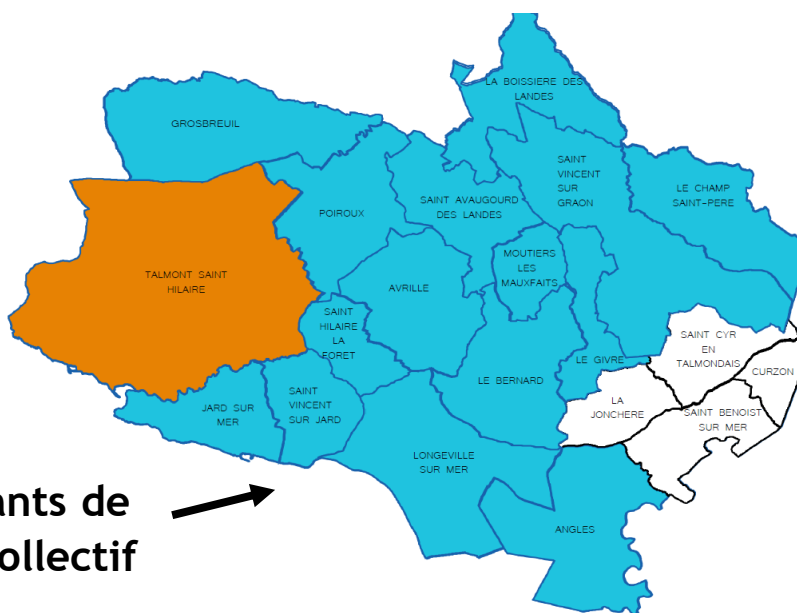 LA BOISSIERE DES
LANDES
GROSBREUIL
SAINT
VINCENT
SUR
GRAON
LE CHAMP
SAINT-PERE
POIROUX
SAINT AVAUGOURD
DES LANDES
MOUTIERS
LES
MAUXFAITS
TALMONT SAINT
HILAIRE
AVRILLE
SAINT
HILAIRE
LA
FORET
SAINT CYR
EN
TALMONDAIS
LE GIVRE
CURZON
LE BERNARD
SAINT
VINCENT
SUR JARD
JARD SUR
MER
LA
JONCHERE
SAINT BENOIST
SUR MER
LONGEVILLE
SUR MER
ANGLES
ants de
ollectif